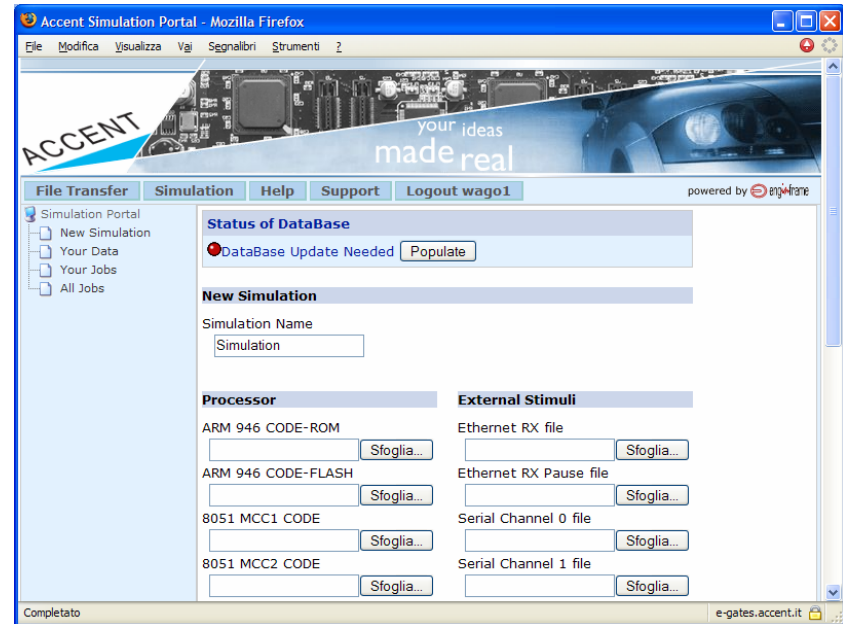 Accent Simulation Portal - Mozilla Firefox
File Modifica Visualizza Vai Segnalibri Strumenti ?
ACCENT
your ideas
made real
File Transfer Simulation Help Support Logout wago1
powered by enginframe
Simulation Portal
New Simulation
Your Data
Your Jobs
All Jobs
Status of DataBase
DataBase Update Needed Populate
New Simulation
Simulation Name
Simulation
Processor External Stimuli
ARM 946 CODE-ROM Ethernet RX file
Sfoglia... Sfoglia...
ARM 946 CODE-FLASH Ethernet RX Pause file
Sfoglia... Sfoglia...
8051 MCC1 CODE Serial Channel 0 file
Sfoglia... Sfoglia...
8051 MCC2 CODE Serial Channel 1 file
Sfoglia... Sfoglia...
Completato e-gates.accent.it